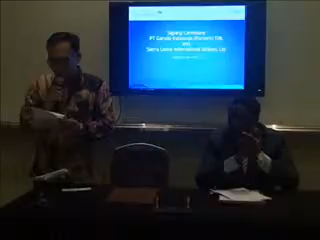 Signing Ceremony
PT Garuda Indonesia (Persero) Tbk
and
Sierra Leone International Airlines, Ltd